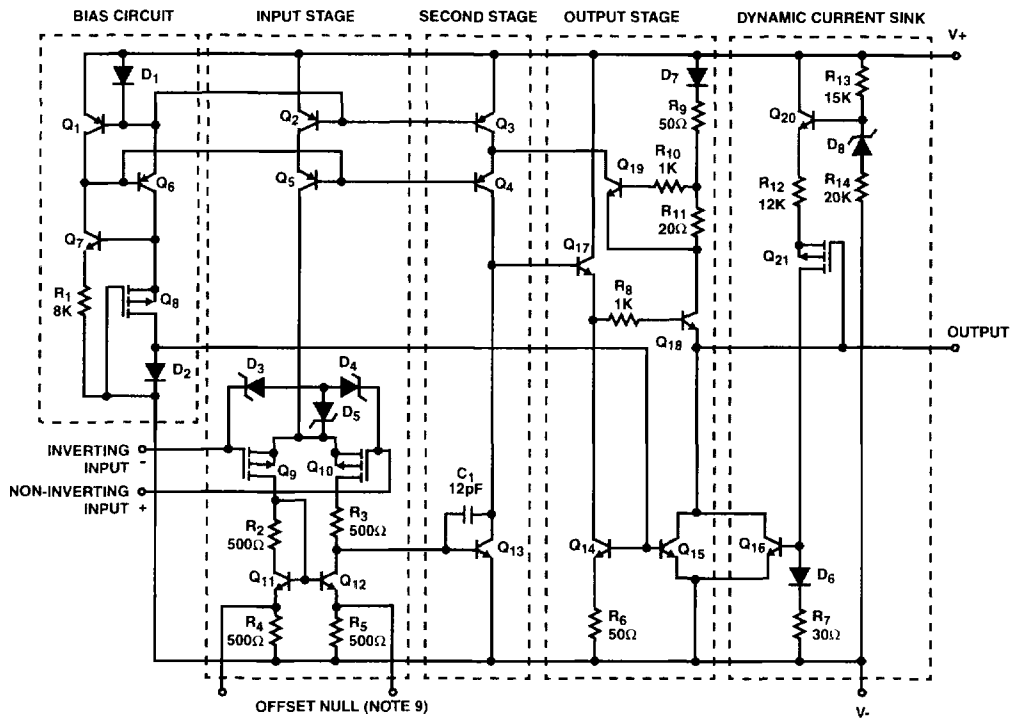 BIAS CIRCUIT
INPUT STAGE
SECOND STAGE
OUTPUT STAGE
DYNAMIC CURRENT SINK
V+
D1
D7
R13
15K
Q1
Q2
Q3
R9
50Ω
Q20
D8
Q6
Q5
Q4
Q19
R10
1K
R12
12K
R14
20K
R11
20Ω
Q7
Q17
Q21
R1
8K
Q8
R8
1K
Q18
OUTPUT
D2
D3
D4
D5
INVERTING
INPUT -
Q9
Q10
NON-INVERTING
INPUT +
C1
12pF
R2
500Ω
R3
500Ω
Q11
Q12
Q13
Q14
Q15
Q16
D6
R4
500Ω
R5
500Ω
R6
50Ω
R7
30Ω
OFFSET NULL (NOTE 9)
V-